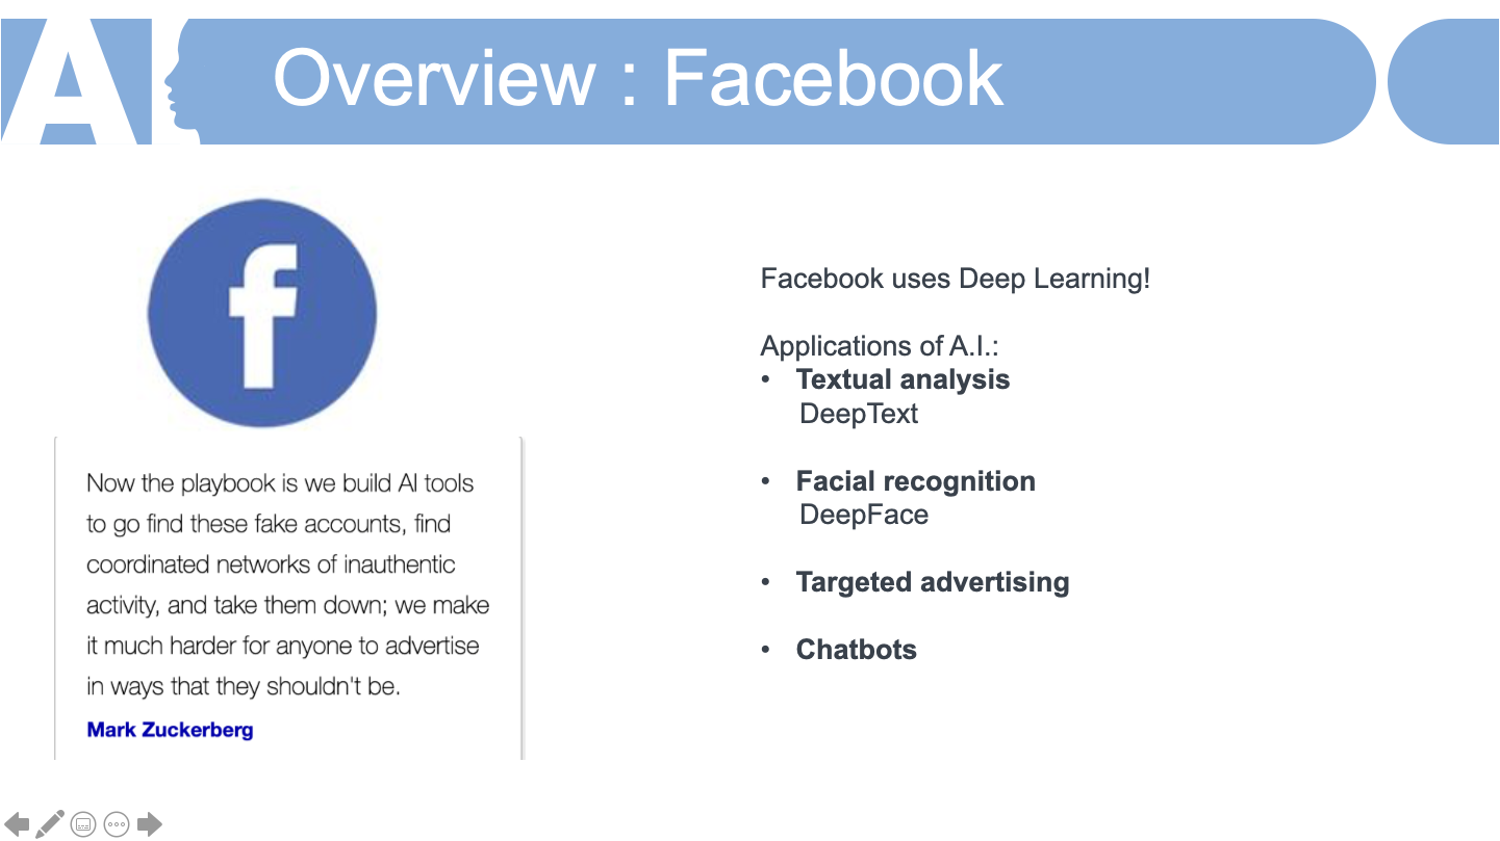 AI
Overview : Facebook
f
Now the playbook is we build AI tools
to go find these fake accounts, find
coordinated networks of inauthentic
activity, and take them down; we make
it much harder for anyone to advertise
in ways that they shouldn't be.
Mark Zuckerberg
Facebook uses Deep Learning!
Applications of A.I.:
• Textual analysis
DeepText
• Facial recognition
DeepFace
• Targeted advertising
• Chatbots